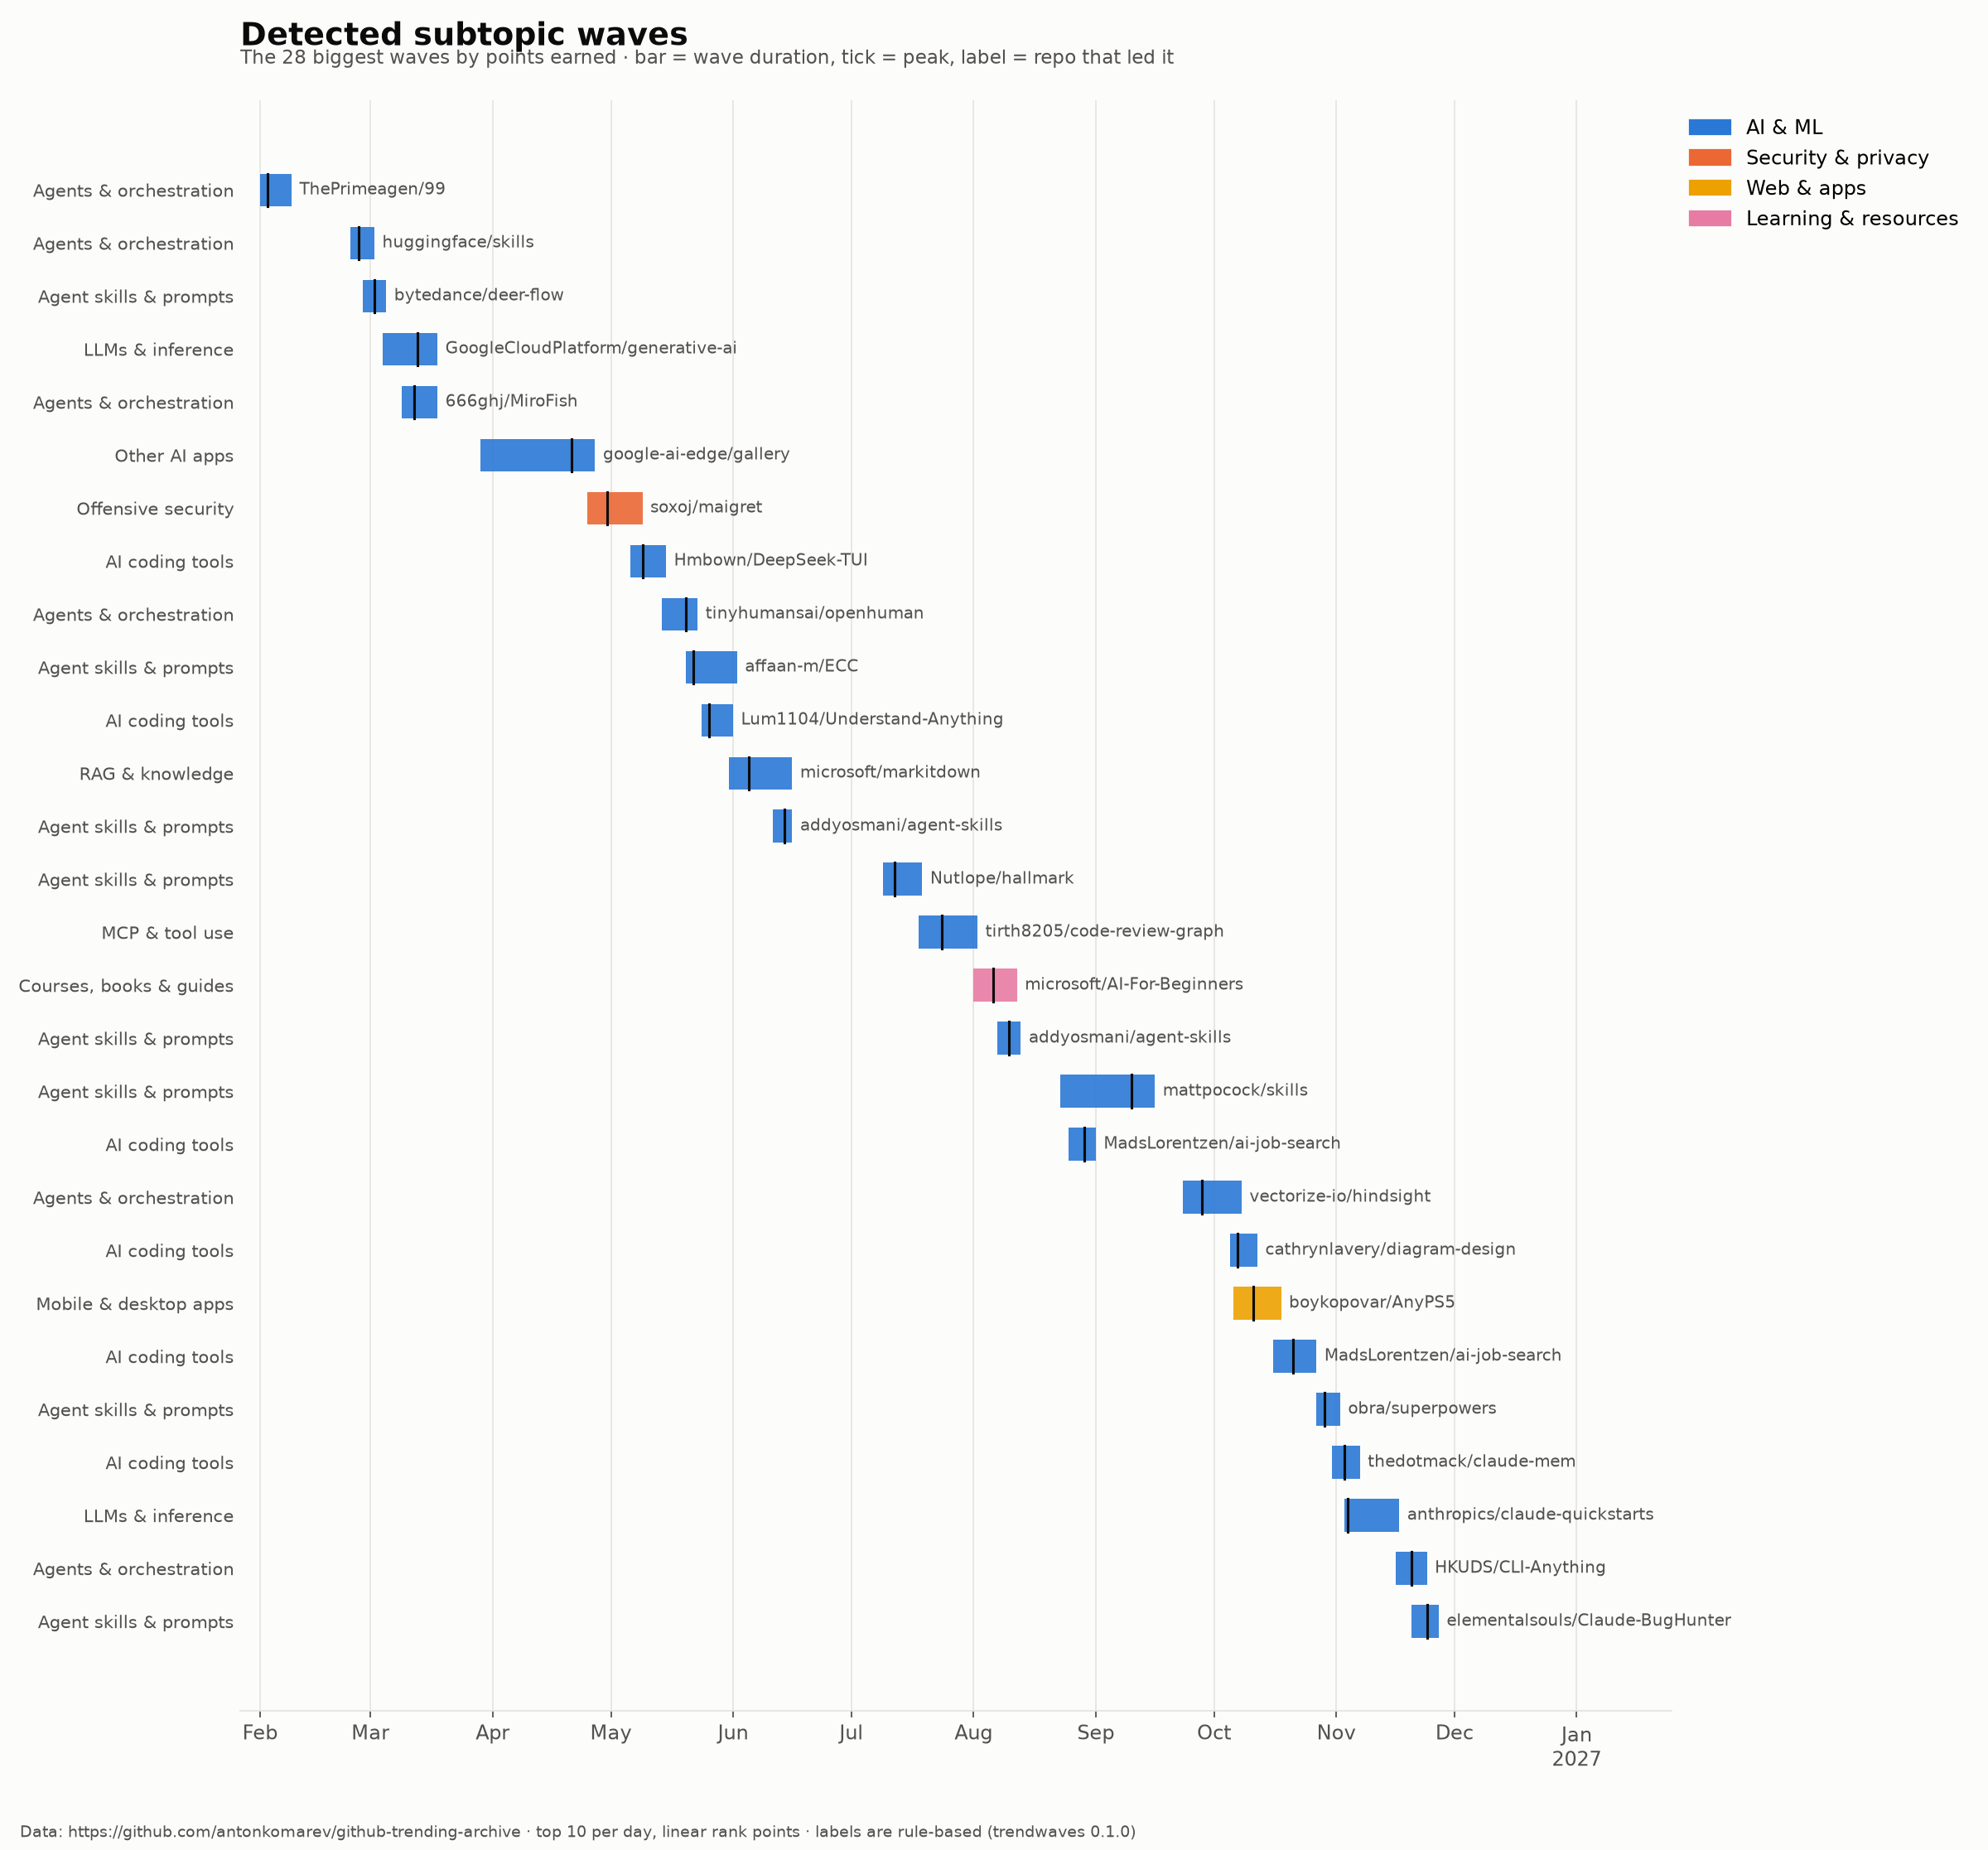 Detected subtopic waves
The 28 biggest waves by points earned · bar = wave duration, tick = peak, label = repo that led it
AI & ML
Security & privacy
Web & apps
Learning & resources
Agents & orchestration ThePrimeagen/99
Agents & orchestration huggingface/skills
Agent skills & prompts bytedance/deer-flow
LLMs & inference GoogleCloudPlatform/generative-ai
Agents & orchestration 666ghj/MiroFish
Other AI apps google-ai-edge/gallery
Offensive security soxoj/maigret
AI coding tools Hmbown/DeepSeek-TUI
Agents & orchestration tinyhumansai/openhuman
Agent skills & prompts affaan-m/ECC
AI coding tools Lum1104/Understand-Anything
RAG & knowledge microsoft/markitdown
Agent skills & prompts addyosmani/agent-skills
Agent skills & prompts Nutlope/hallmark
MCP & tool use tirth8205/code-review-graph
Courses, books & guides microsoft/AI-For-Beginners
Agent skills & prompts addyosmani/agent-skills
Agent skills & prompts mattpocock/skills
AI coding tools MadsLorentzen/ai-job-search
Agents & orchestration vectorize-io/hindsight
AI coding tools cathrynlavery/diagram-design
Mobile & desktop apps boykopovar/AnyPS5
AI coding tools MadsLorentzen/ai-job-search
Agent skills & prompts obra/superpowers
AI coding tools thedotmack/claude-mem
LLMs & inference anthropics/claude-quickstarts
Agents & orchestration HKUDS/CLI-Anything
Agent skills & prompts elementalsouls/Claude-BugHunter
Feb Mar Apr May Jun Jul Aug Sep Oct Nov Dec Jan
2027
Data: https://github.com/antonkomarev/github-trending-archive · top 10 per day, linear rank points · labels are rule-based (trendwaves 0.1.0)